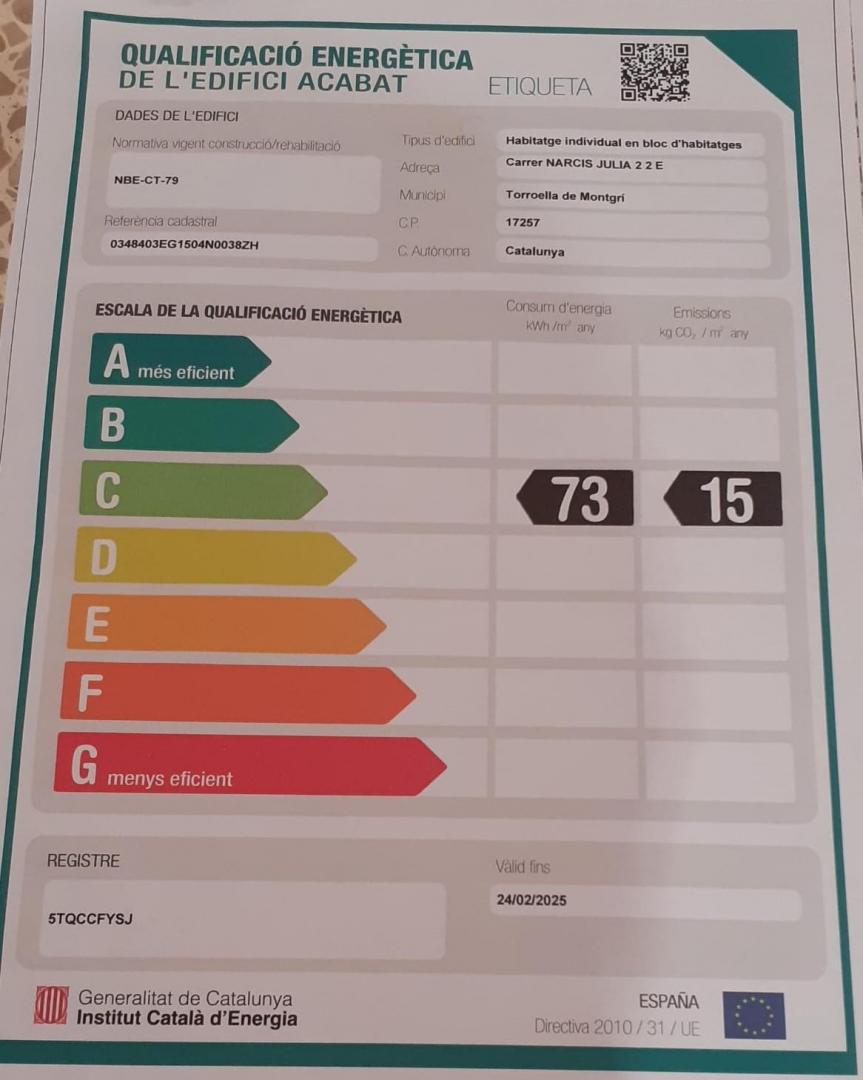 QUALIFICACIÓ ENERGÈTICA
DE L'EDIFICI ACABAT
ETIQUETA
DADES DE L'EDIFICI
Normativa vigent construcció/rehabilitació
NBE-CT-79
Referència cadastral
0348403EG1504N0038ZH
Tipus d'edifici Habitatge individual en bloc d'habitatges
Adreça Carrer NARCIS JULIA 2 2 E
Municipi Torroella de Montgrí
C.P. 17257
C. Autònoma Catalunya
ESCALA DE LA QUALIFICACIÓ ENERGÈTICA
Consum d'energia
kWh /m² any
Emissions
kg CO₂ / m² any
A més eficient
B
C 73 15
D
E
F
G menys eficient
REGISTRE
5TQCCFYSJ
Vàlid fins
24/02/2025
Generalitat de Catalunya
Institut Català d'Energia
ESPAÑA
Directiva 2010 / 31 / UE